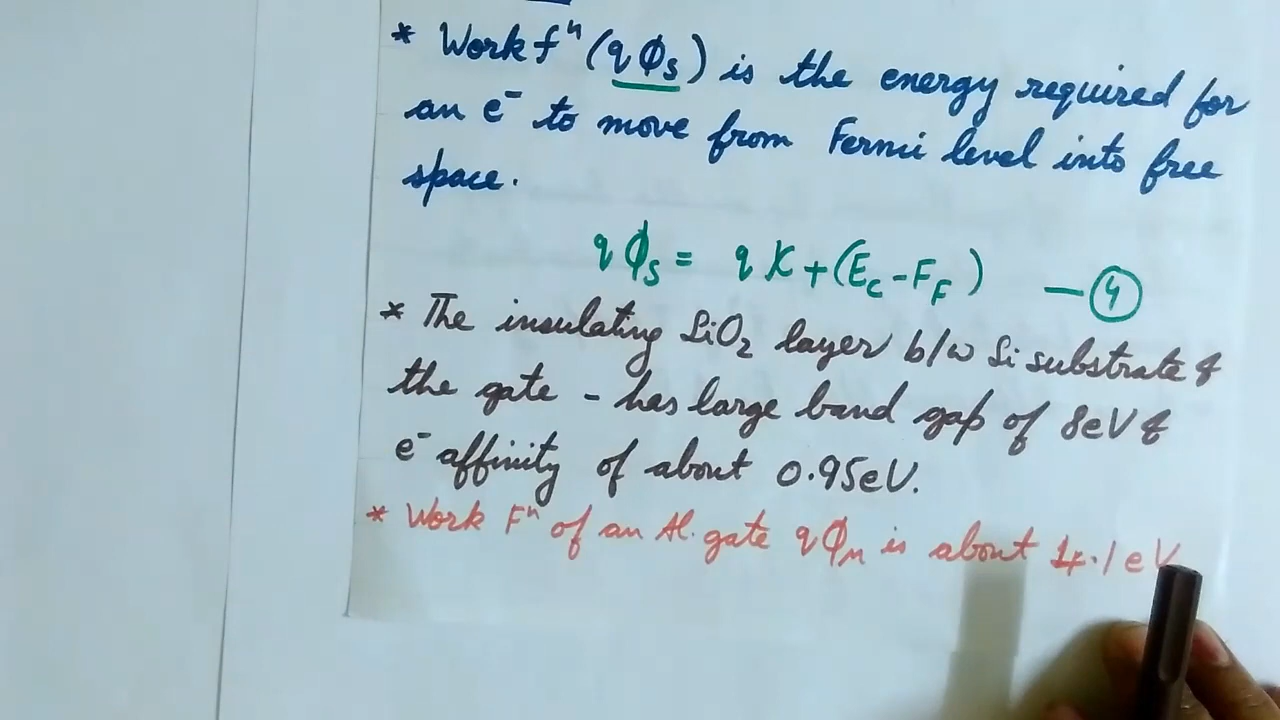 * Work fⁿ (qΦs) is the energy required for
an e⁻ to move from Fermi level into free
space.
qΦs = qχ + (Ec - FF) — ④
* The insulating SiO₂ layer b/w Si substrate &
the gate - has large band gap of 8eV &
e⁻ affinity of about 0.95eV.
* Work Fⁿ of an Al. gate qΦm is about 4.1eV